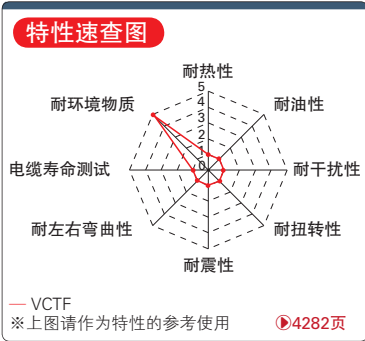 特性速查图
耐热性
耐环境物质
耐油性
5
4
3
2
1
0
电缆寿命测试
耐干扰性
耐左右弯曲性
耐扭转性
耐震性
VCTF
※上图请作为特性的参考使用
4282页